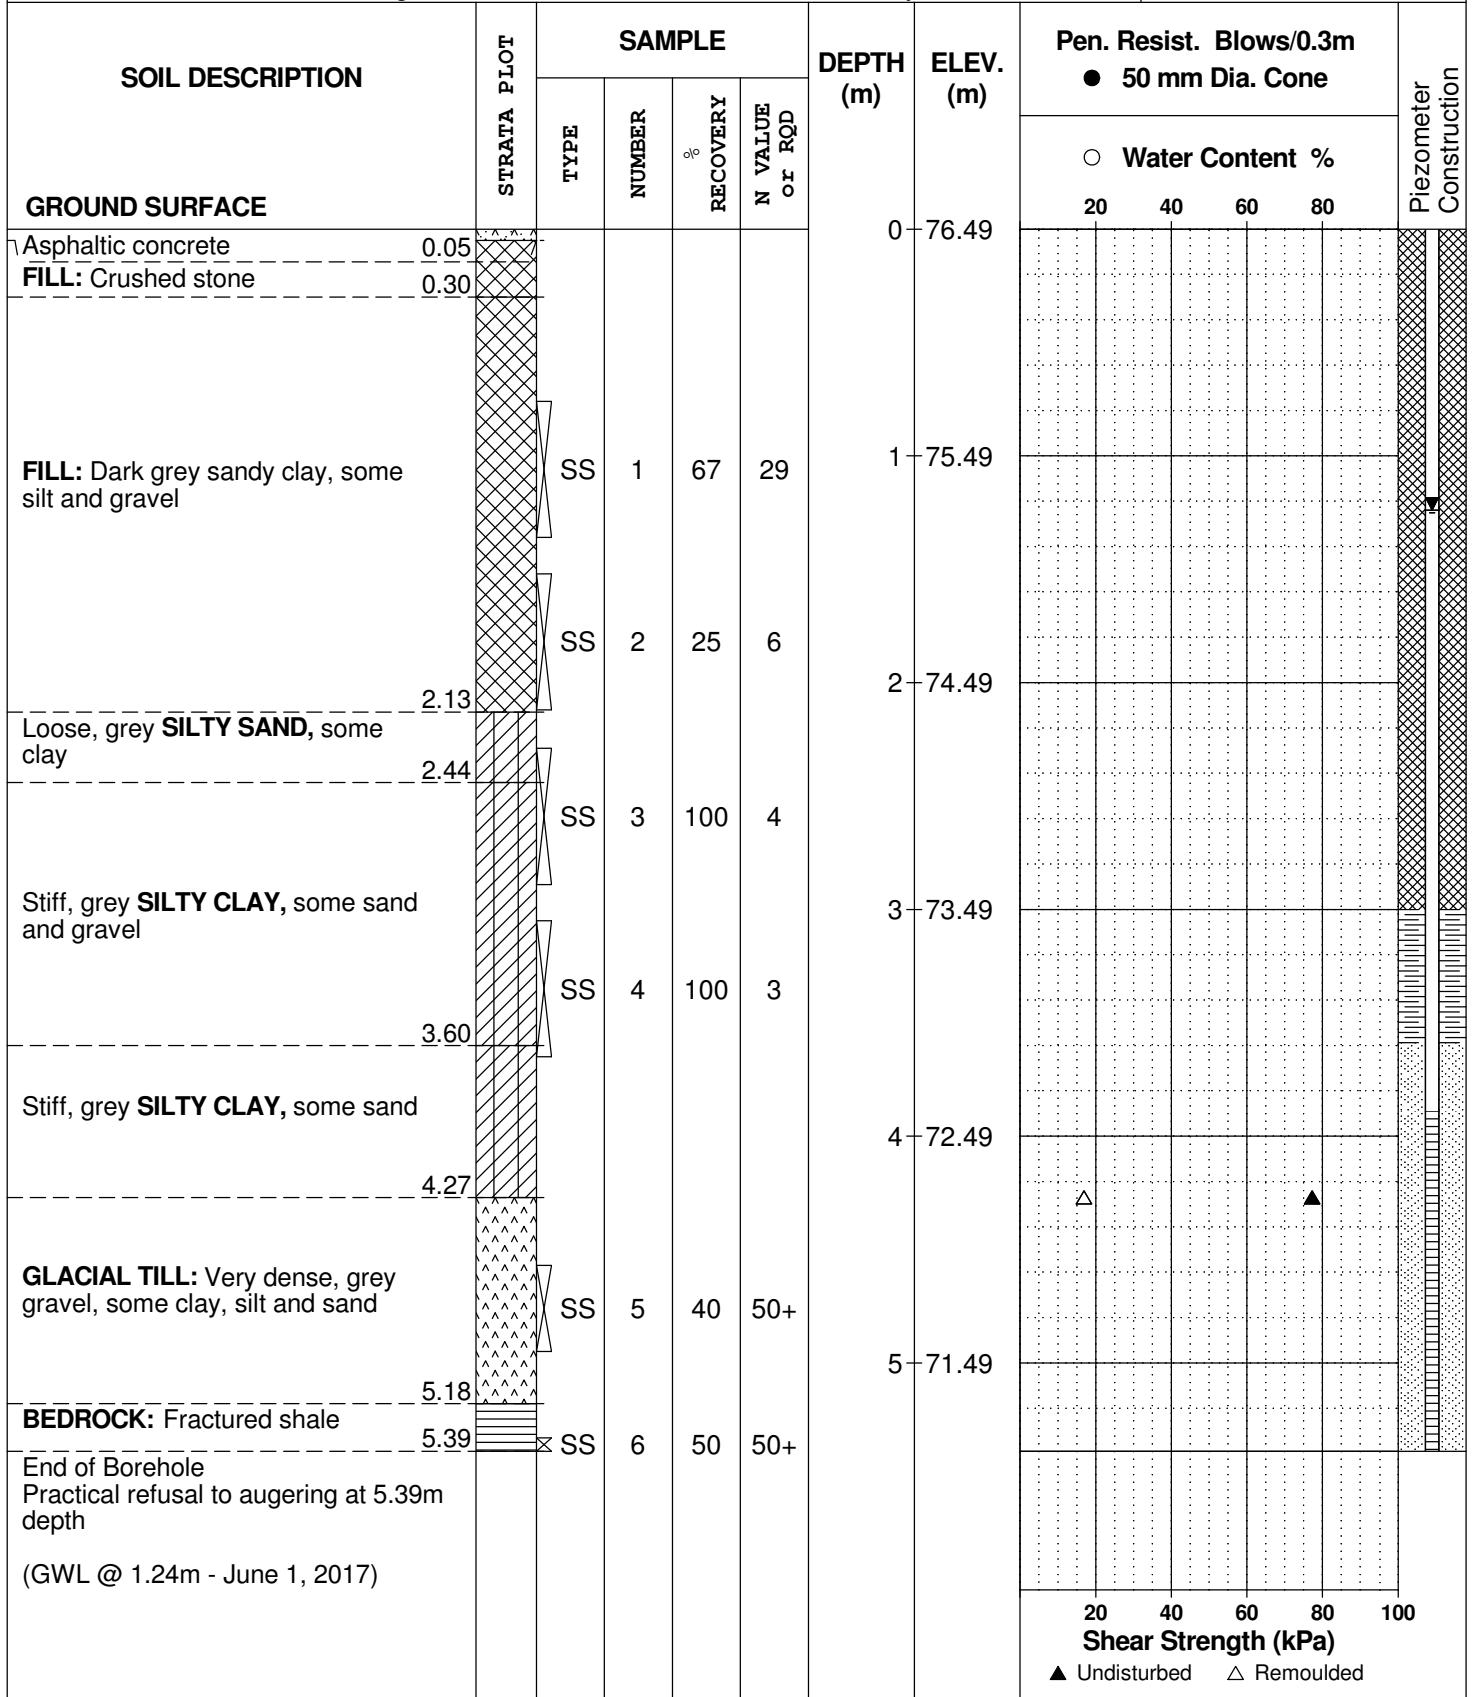 SOIL DESCRIPTION
GROUND SURFACE
STRATA PLOT
SAMPLE
TYPE
NUMBER
% RECOVERY
N VALUE
or RQD
DEPTH
(m)
ELEV.
(m)
Pen. Resist. Blows/0.3m
● 50 mm Dia. Cone
○ Water Content %
20 40 60 80
Piezometer
Construction
0 76.49
Asphaltic concrete 0.05
FILL: Crushed stone 0.30
FILL: Dark grey sandy clay, some
silt and gravel
SS 1 67 29
1 75.49
SS 2 25 6
2 74.49
2.13
Loose, grey SILTY SAND, some
clay
2.44
SS 3 100 4
Stiff, grey SILTY CLAY, some sand
and gravel
3 73.49
SS 4 100 3
3.60
Stiff, grey SILTY CLAY, some sand
4 72.49
4.27
GLACIAL TILL: Very dense, grey
gravel, some clay, silt and sand
SS 5 40 50+
5 71.49
5.18
BEDROCK: Fractured shale
5.39
SS 6 50 50+
End of Borehole
Practical refusal to augering at 5.39m
depth
(GWL @ 1.24m - June 1, 2017)
20 40 60 80 100
Shear Strength (kPa)
▲ Undisturbed △ Remoulded